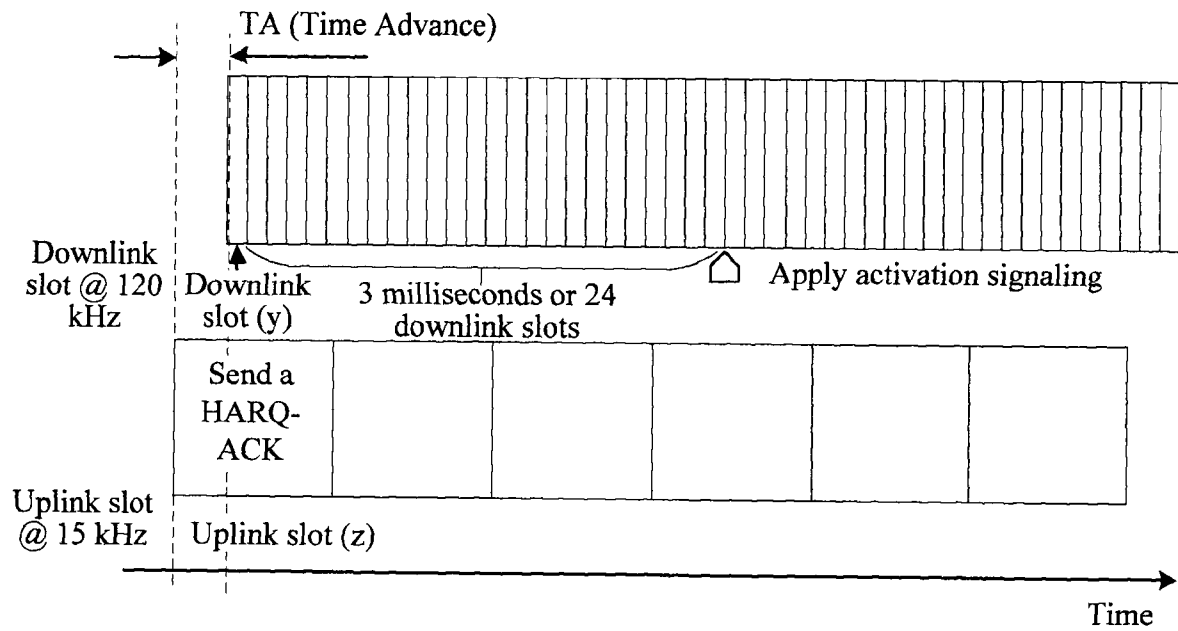 TA (Time Advance)
Downlink
slot @ 120
kHz
Downlink
slot (y)
3 milliseconds or 24
downlink slots
Apply activation signaling
Send a
HARQ-
ACK
Uplink slot
@ 15 kHz
Uplink slot (z)
Time